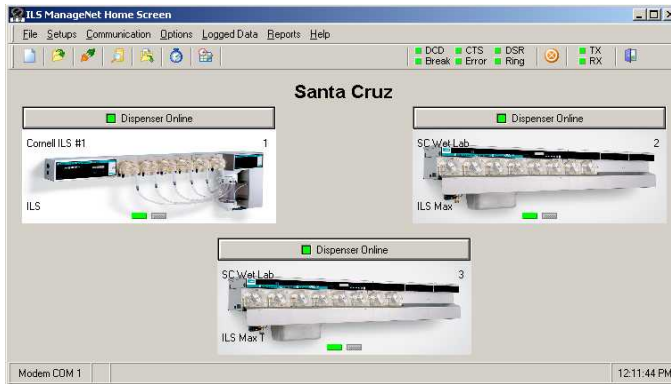 ILS ManageNet Home Screen
File Setups Communication Options Logged Data Reports Help
DCD CTS DSR TX
Break Error Ring RX
Santa Cruz
Dispenser Online
Cornell ILS #1 1
ILS
Dispenser Online
SC Wet Lab 2
ILS Max
Dispenser Online
SC Wet Lab 3
ILS Max T
Modem COM 1 12:11:44 PM